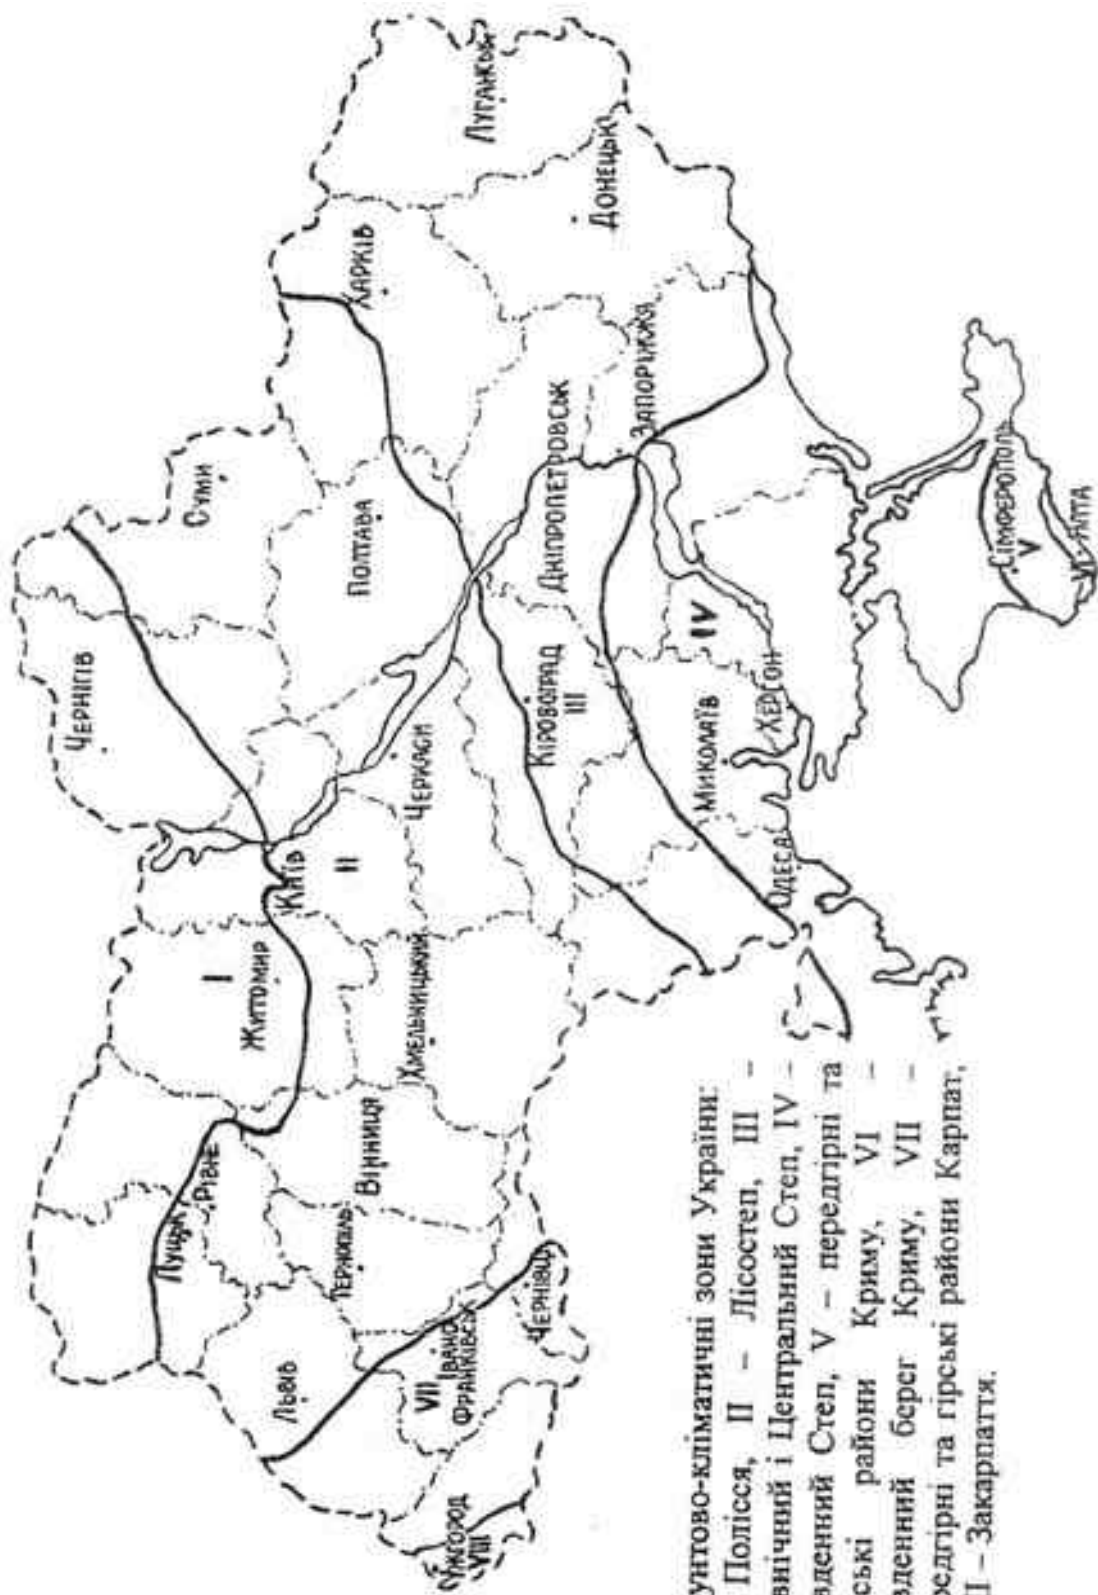 Луганськ
Харків
Суми
Донецьк
Чернігів
Полтава
Запоріжжя
Дніпропетровськ
Київ
II
Черкаси
Кіровоград
III
IV
I
Житомир
Хмельницький
Миколаїв
Херсон
Одеса
Сімферополь
V
VI
Ялта
Луцьк
Рівне
Вінниця
Тернопіль
Львів
VII
Івано
Франківськ
Чернівці
Ужгород
VIII
унтово-кліматичні зони України:
Полісся, II – Лісостеп, III –
внічний і Центральний Степ, IV –
вденний Степ, V – передгірні та
ські райони Криму, VI –
вденний берег Криму, VII –
редгірні та гірські райони Карпат,
I – Закарпаття.